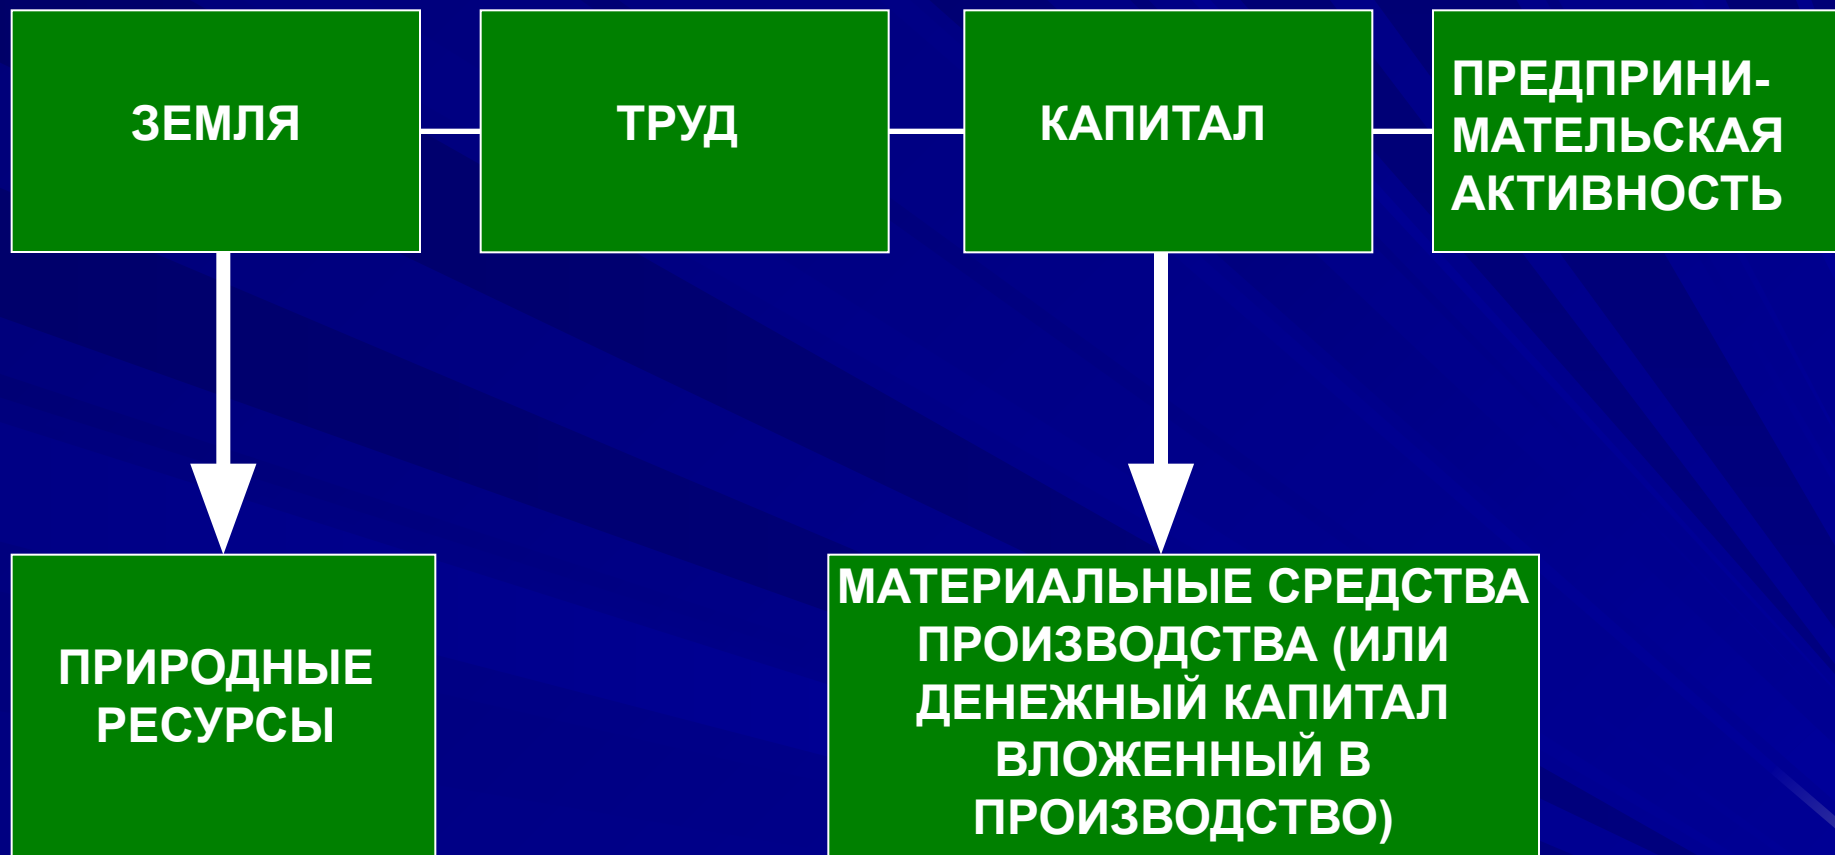 ЗЕМЛЯ
ТРУД
КАПИТАЛ
ПРЕДПРИНИ-
МАТЕЛЬСКАЯ
АКТИВНОСТЬ
ПРИРОДНЫЕ
РЕСУРСЫ
МАТЕРИАЛЬНЫЕ СРЕДСТВА
ПРОИЗВОДСТВА (ИЛИ
ДЕНЕЖНЫЙ КАПИТАЛ
ВЛОЖЕННЫЙ В
ПРОИЗВОДСТВО)